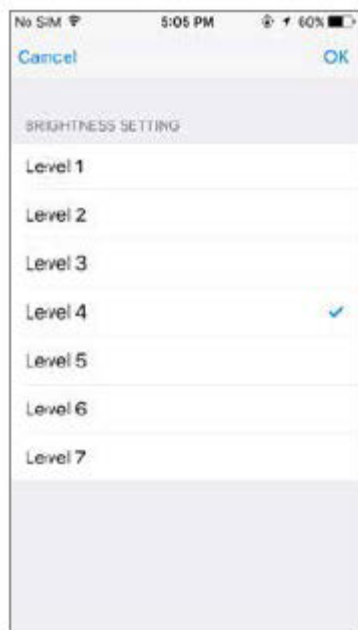 No SIM 5:05 PM 60%
Cancel OK
BRIGHTNESS SETTING
Level 1
Level 2
Level 3
Level 4
Level 5
Level 6
Level 7